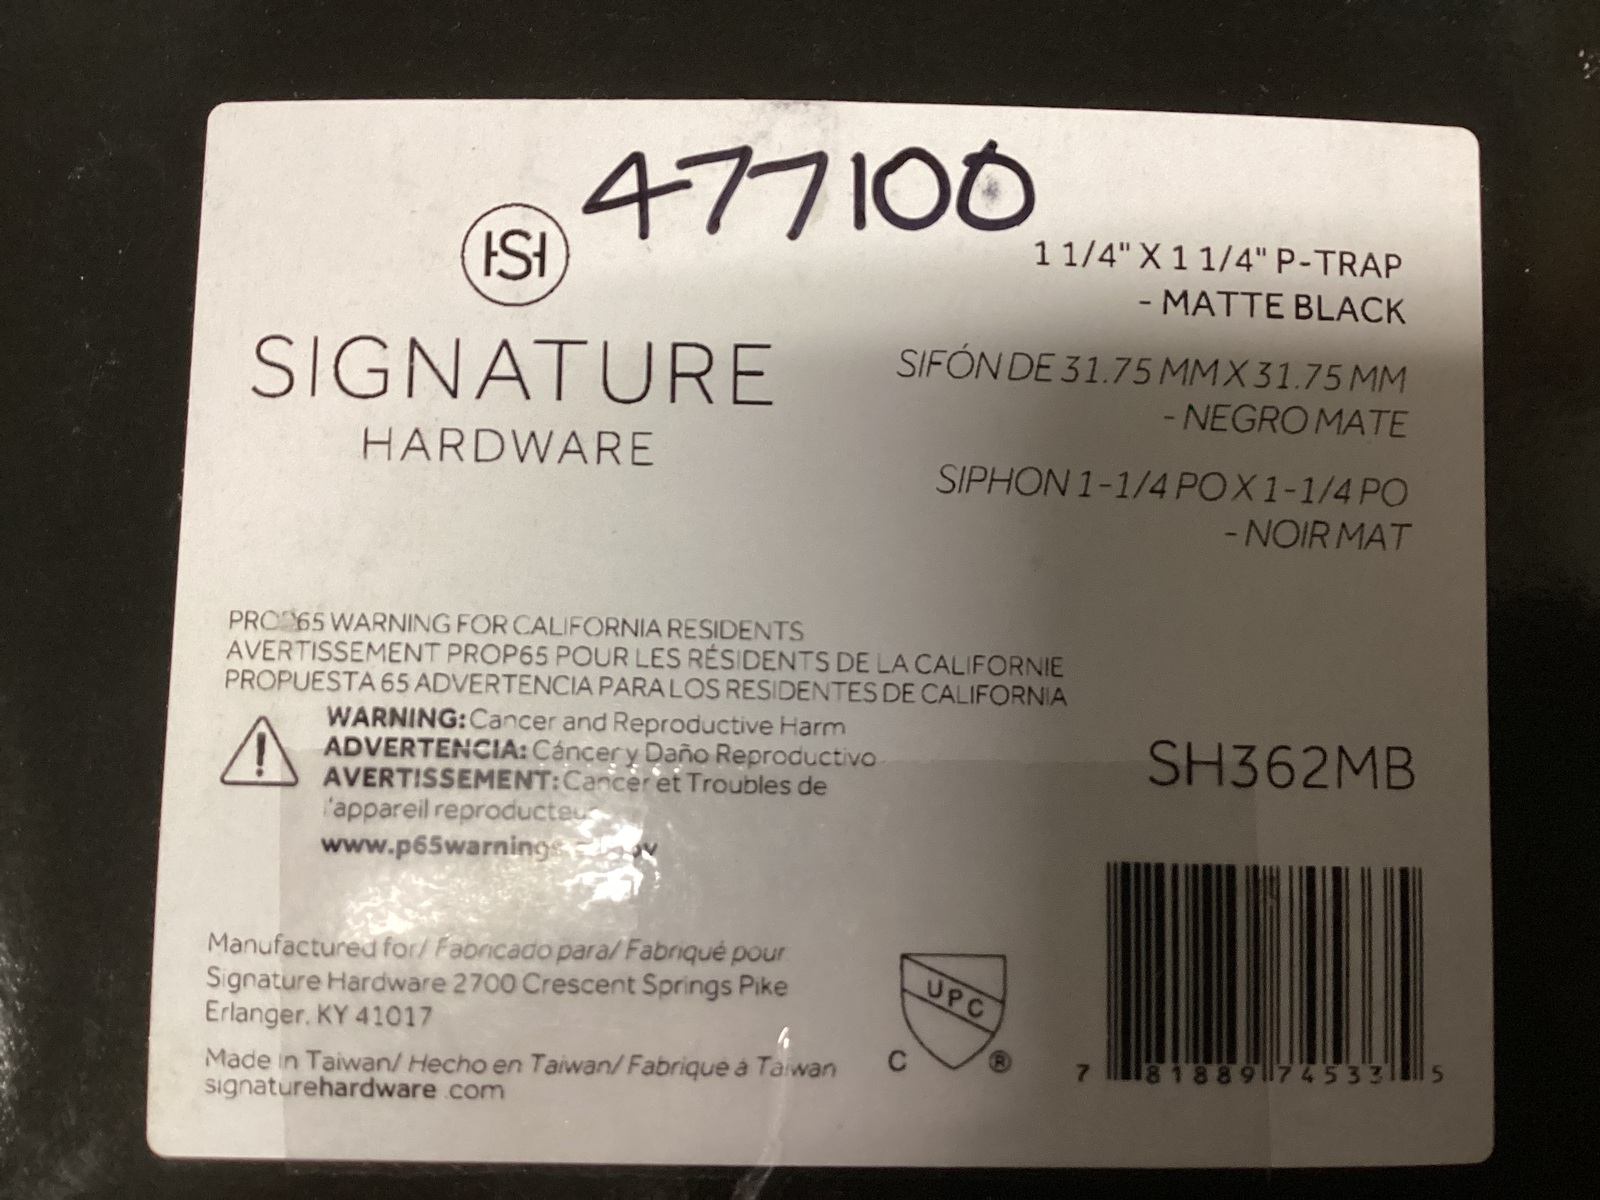 477100
HSH
SIGNATURE
HARDWARE
1 1/4" X 1 1/4" P-TRAP
- MATTE BLACK
SIFÓN DE 31.75 MM X 31.75 MM
- NEGRO MATE
SIPHON 1-1/4 PO X 1-1/4 PO
- NOIR MAT
65 WARNING FOR CALIFORNIA RESIDENTS
AVERTISSEMENT PROP65 POUR LES RÉSIDENTS DE LA CALIFORNIE
PROPUESTA 65 ADVERTENCIA PARA LOS RESIDENTES DE CALIFORNIA
WARNING: Cancer and Reproductive Harm
ADVERTENCIA: Cáncer y Daño Reproductivo
AVERTISSEMENT: Cancer et Troubles de
l'appareil
SH362MB
Manufactured for/ Fabricado para/ Fabriqué pour
Signature Hardware 2700 Crescent Springs Pike
Erlanger, KY 41017
Made in Taiwan/ Hecho en Taiwan/ Fabriqué à Taiwan
signaturehardware.com
UPC
C ®
7 81889 74533 5